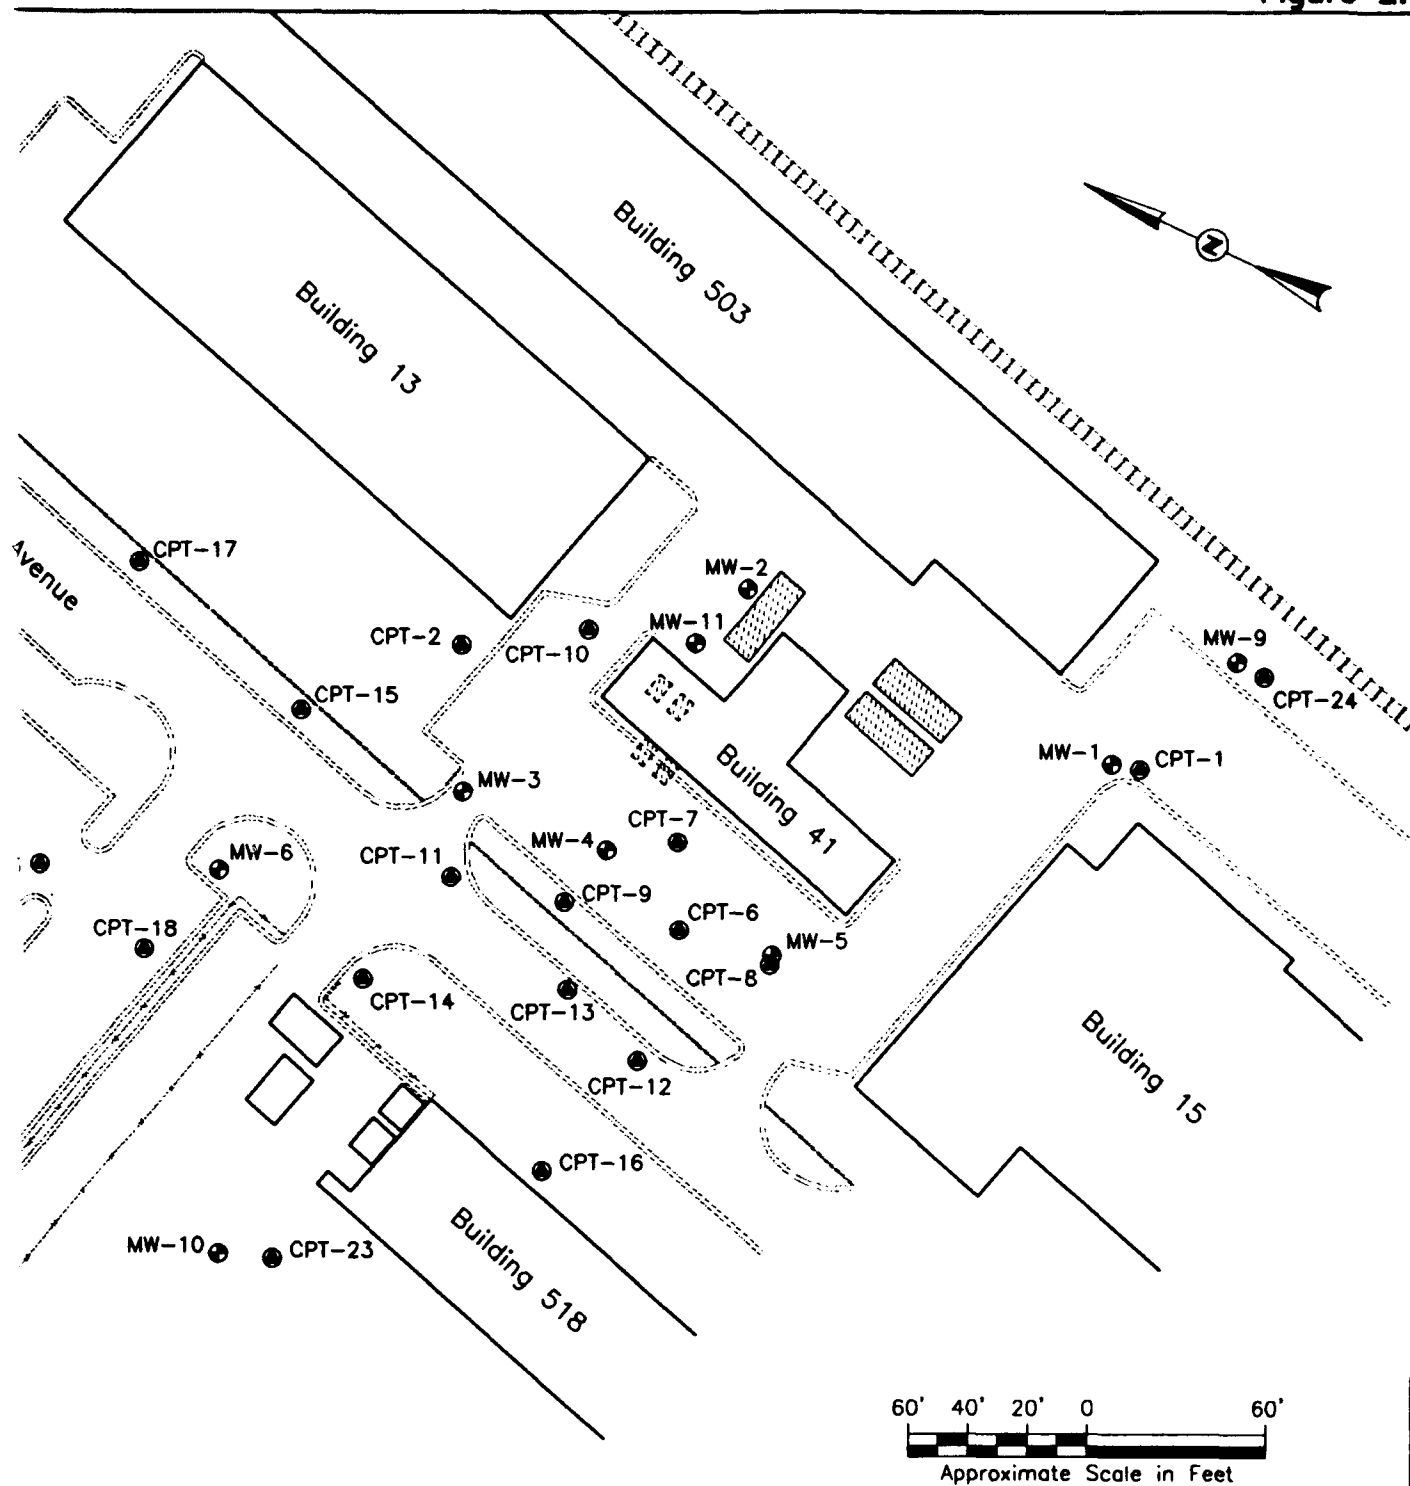 Building 503
Building 13
CPT-17
Avenue
MW-2
MW-11
CPT-2
CPT-10
MW-9
CPT-24
CPT-15
MW-1
CPT-1
MW-3
Building 41
CPT-7
MW-4
MW-6
CPT-11
CPT-9
CPT-6
CPT-18
MW-5
CPT-8
CPT-14
CPT-13
Building 15
CPT-12
CPT-16
Building 518
MW-10
CPT-23
60' 40' 20' 0 60'
Approximate Scale in Feet